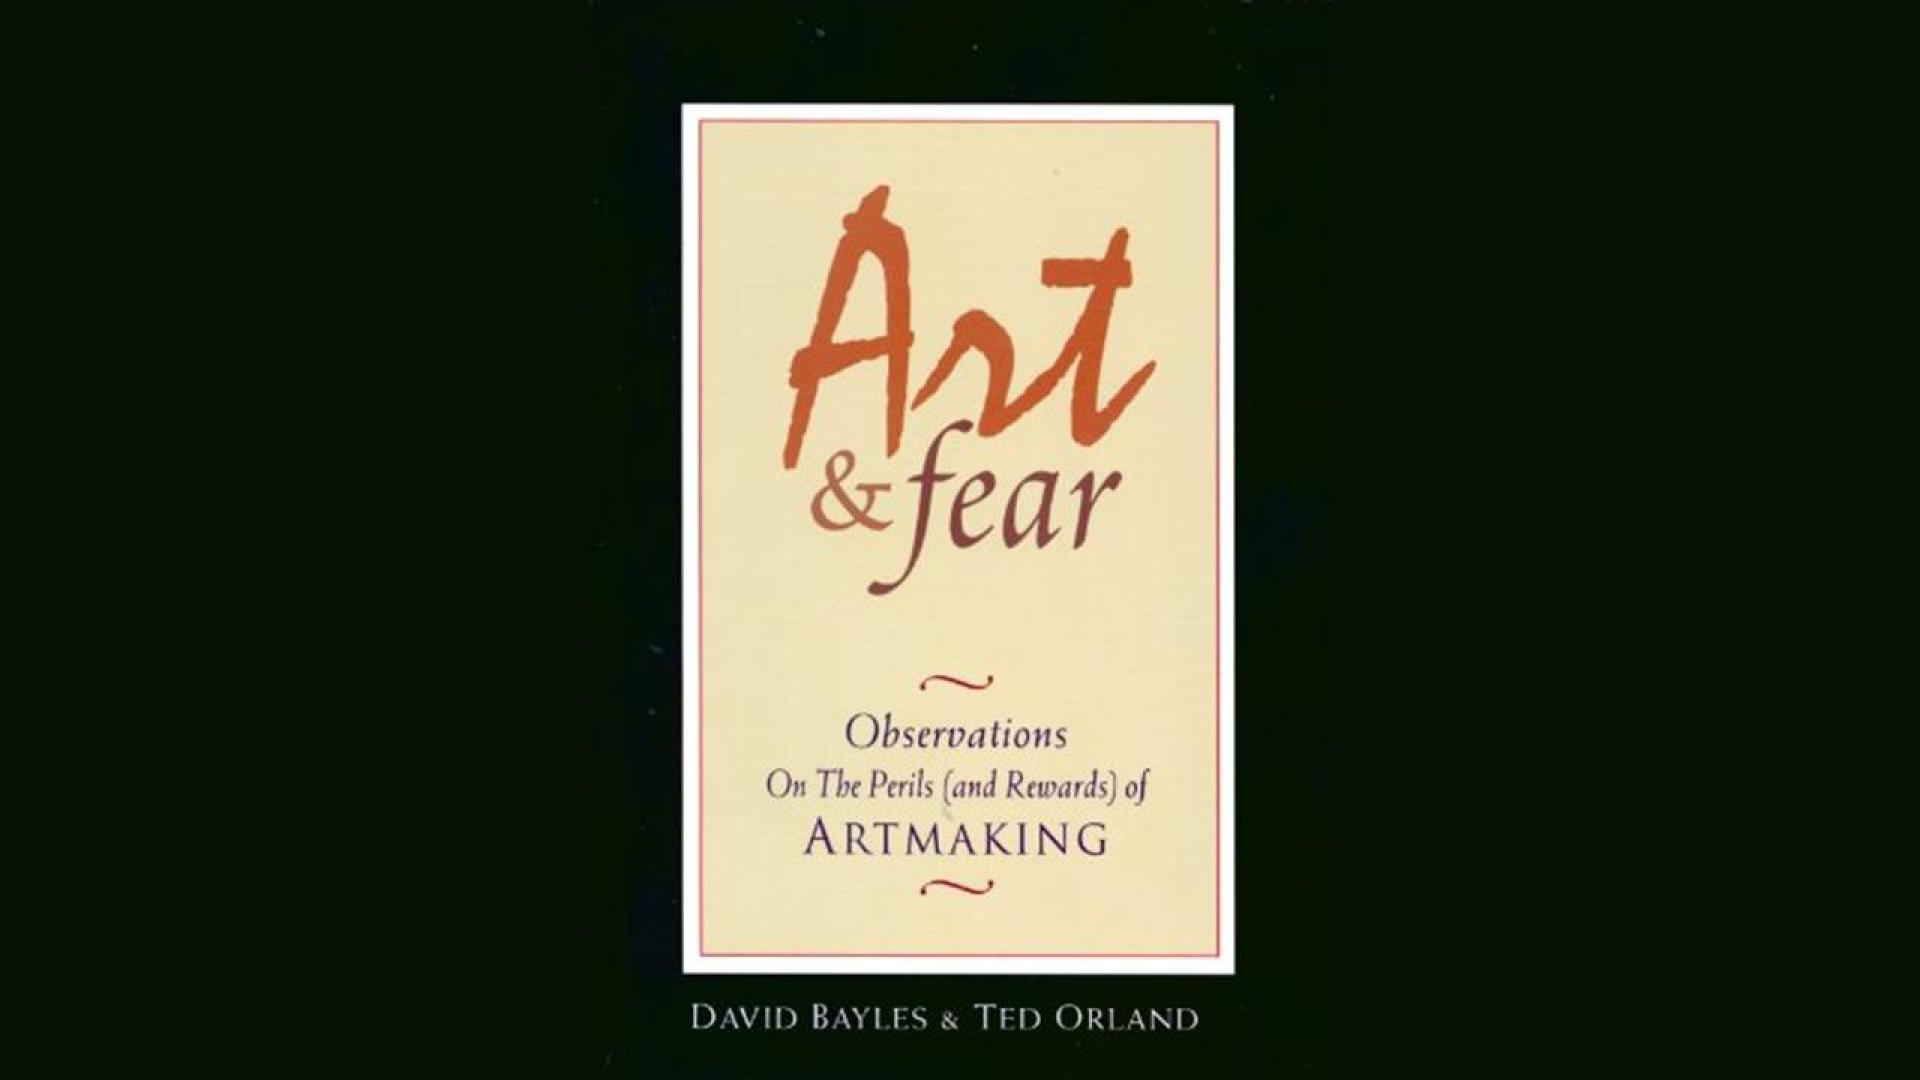 Art
& fear
Observations
On The Perils (and Rewards) of
ARTMAKING
DAVID BAYLES & TED ORLAND